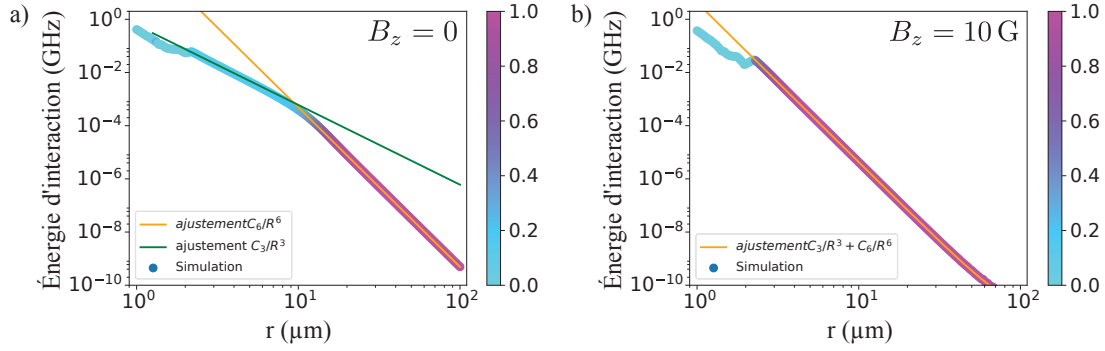 a)
B_z = 0
Énergie d'interaction (GHz)
10^0
10^-2
10^-4
10^-6
10^-8
10^-10
ajustementC_6/R^6
ajustement C_3/R^3
Simulation
10^0
10^1
10^2
r (µm)
1.0
0.8
0.6
0.4
0.2
0.0
b)
B_z = 10 G
Énergie d'interaction (GHz)
10^0
10^-2
10^-4
10^-6
10^-8
10^-10
ajustementC_3/R^3 + C_6/R^6
Simulation
10^0
10^1
10^2
r (µm)
1.0
0.8
0.6
0.4
0.2
0.0